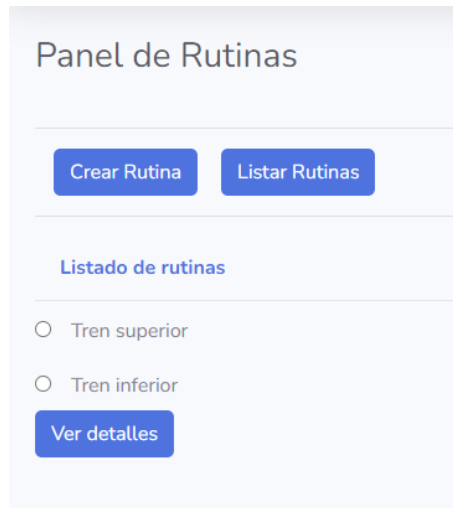 Panel de Rutinas
Crear Rutina Listar Rutinas
Listado de rutinas
Tren superior
Tren inferior
Ver detalles